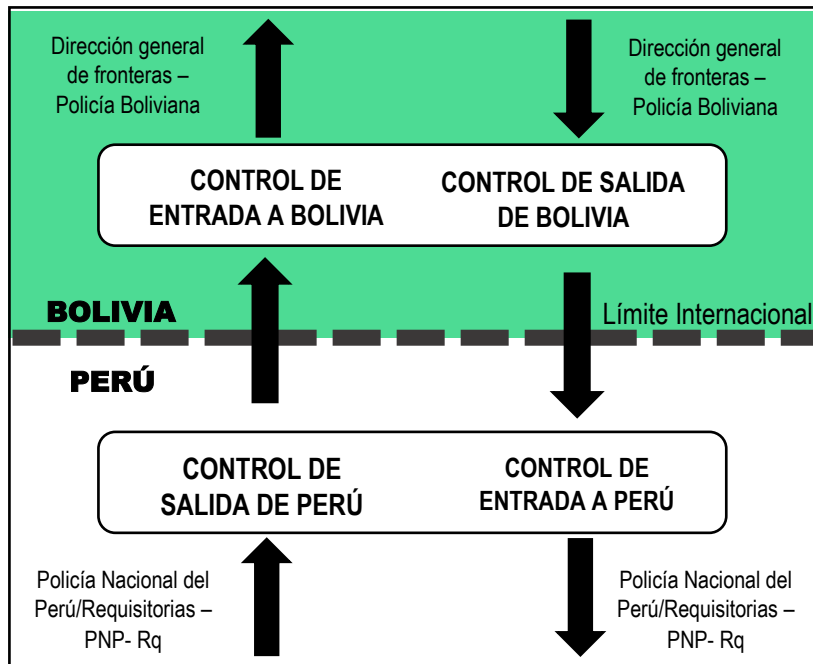 Dirección general
de fronteras –
Policía Boliviana
Dirección general
de fronteras –
Policía Boliviana
CONTROL DE
ENTRADA A BOLIVIA
CONTROL DE SALIDA
DE BOLIVIA
BOLIVIA
Límite Internacional
PERÚ
CONTROL DE
SALIDA DE PERÚ
CONTROL DE
ENTRADA A PERÚ
Policía Nacional del
Perú/Requisitorias –
PNP- Rq
Policía Nacional del
Perú/Requisitorias –
PNP- Rq